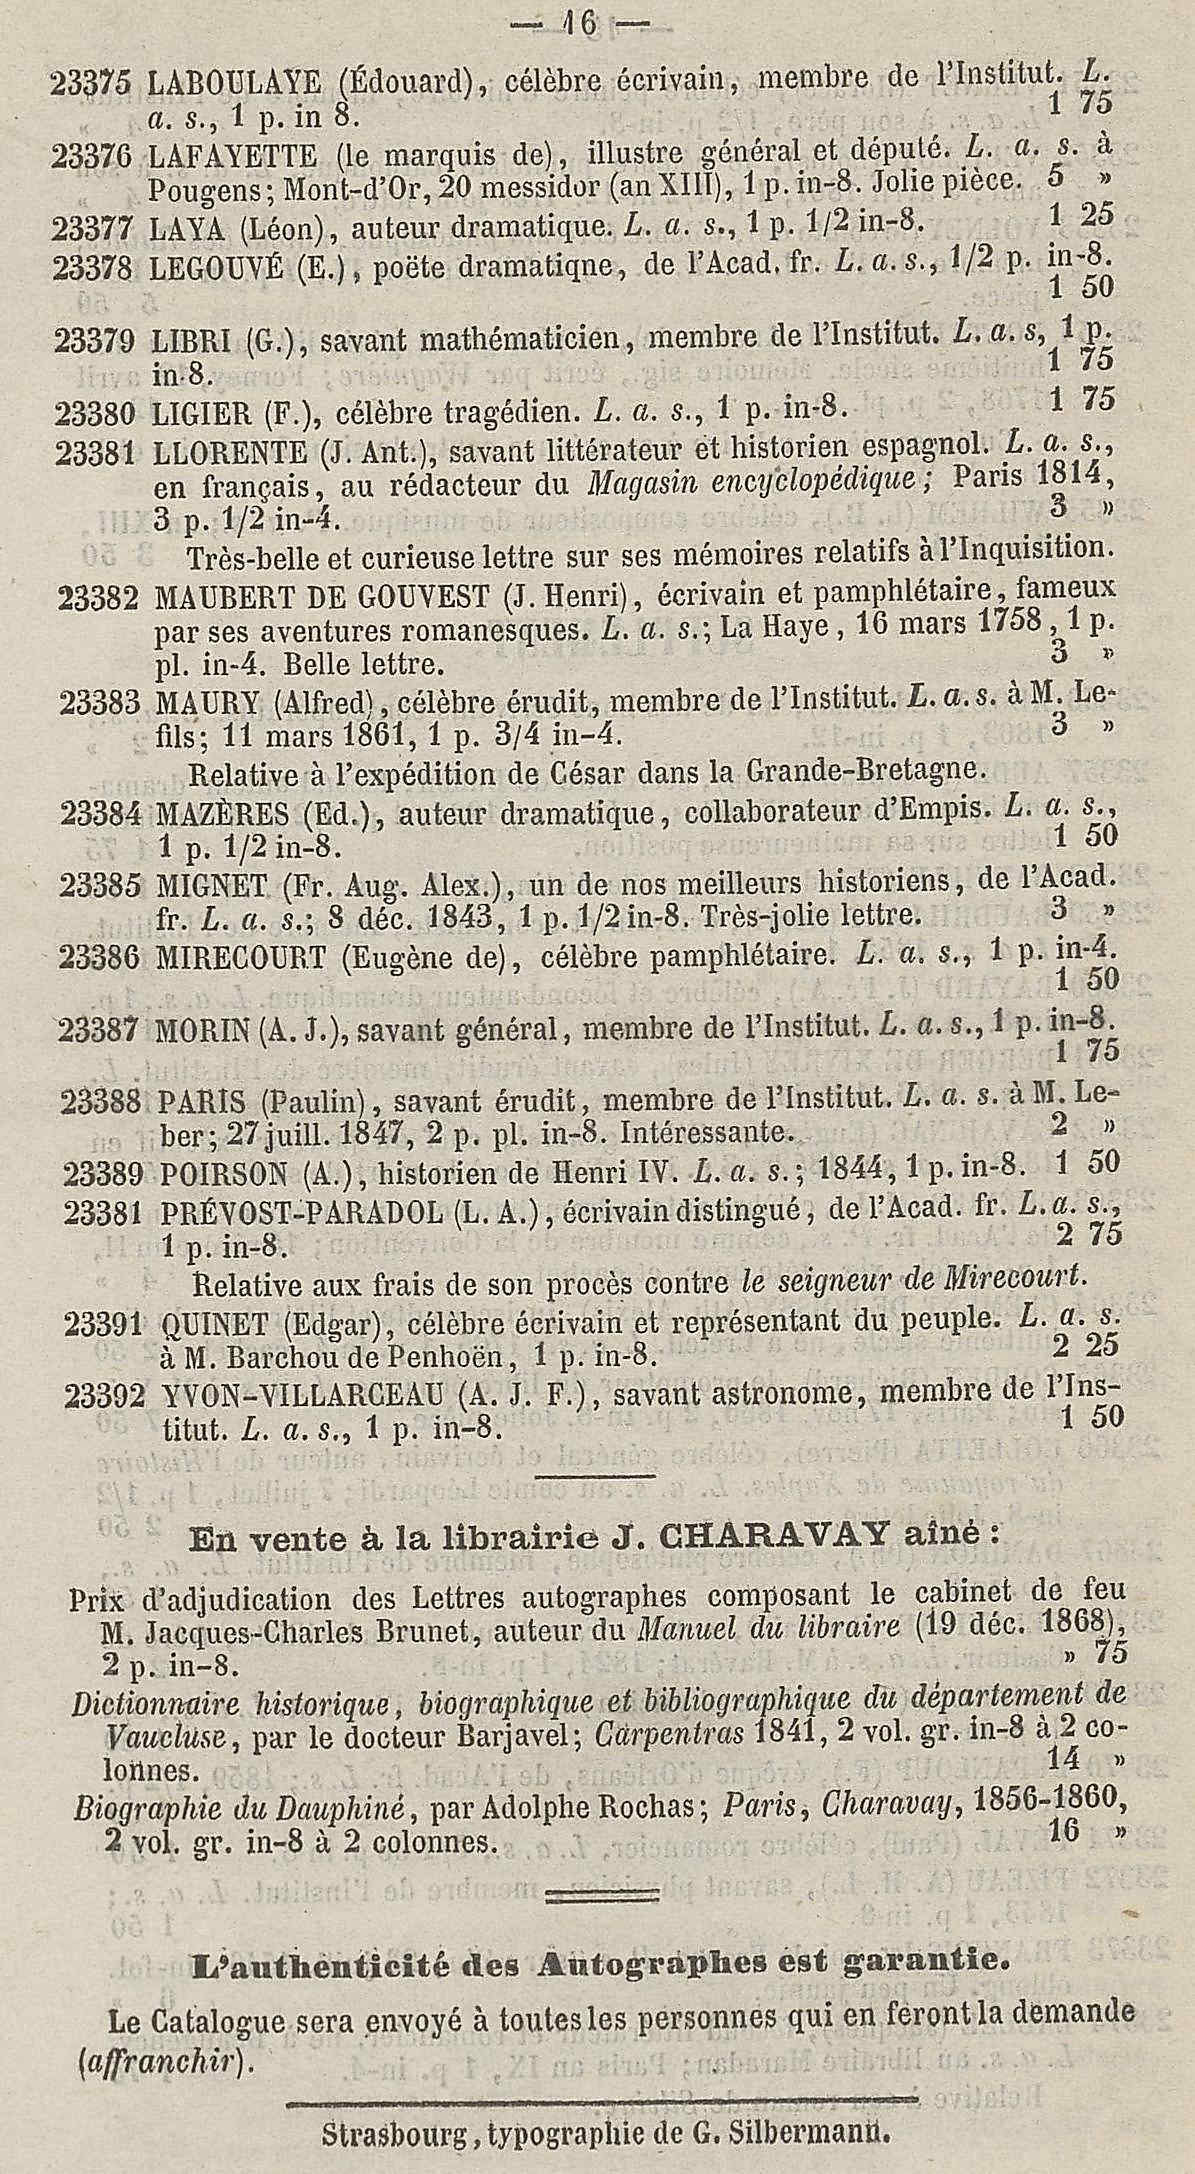 — 16 —
23375 LABOULAYE (Édouard), célèbre écrivain, membre de l'Institut. L.
a. s., 1 p. in 8. 1 75
23376 LAFAYETTE (le marquis de), illustre général et député. L. a. s. à
Pougens; Mont-d'Or, 20 messidor (an XIII), 1 p. in-8. Jolie pièce. 5 »
23377 LAYA (Léon), auteur dramatique. L. a. s., 1 p. 1/2 in-8. 1 25
23378 LEGOUVÉ (E.), poëte dramatiqne, de l'Acad. fr. L. a. s., 1/2 p. in-8.
1 50
23379 LIBRI (G.), savant mathématicien, membre de l'Institut. L. a. s, 1 p.
in-8. 1 75
23380 LIGIER (F.), célèbre tragédien. L. a. s., 1 p. in-8. 1 75
23381 LLORENTE (J. Ant.), savant littérateur et historien espagnol. L. a. s.,
en français, au rédacteur du Magasin encyclopédique; Paris 1814,
3 p. 1/2 in-4. 3 »
Très-belle et curieuse lettre sur ses mémoires relatifs à l'Inquisition.
23382 MAUBERT DE GOUVEST (J. Henri), écrivain et pamphlétaire, fameux
par ses aventures romanesques. L. a. s.; La Haye, 16 mars 1758, 1 p.
pl. in-4. Belle lettre. 3 »
23383 MAURY (Alfred), célèbre érudit, membre de l'Institut. L. a. s. à M. Le-
fils; 11 mars 1861, 1 p. 3/4 in-4. 3 »
Relative à l'expédition de César dans la Grande-Bretagne.
23384 MAZÈRES (Ed.), auteur dramatique, collaborateur d'Empis. L. a. s.,
1 p. 1/2 in-8. 1 50
23385 MIGNET (Fr. Aug. Alex.), un de nos meilleurs historiens, de l'Acad.
fr. L. a. s.; 8 déc. 1843, 1 p. 1/2 in-8. Très-jolie lettre. 3 »
23386 MIRECOURT (Eugène de), célèbre pamphlétaire. L. a. s., 1 p. in-4.
1 50
23387 MORIN (A. J.), savant général, membre de l'Institut. L. a. s., 1 p. in-8.
1 75
23388 PARIS (Paulin), savant érudit, membre de l'Institut. L. a. s. à M. Le-
ber; 27 juill. 1847, 2 p. pl. in-8. Intéressante. 2 »
23389 POIRSON (A.), historien de Henri IV. L. a. s.; 1844, 1 p. in-8. 1 50
23381 PRÉVOST-PARADOL (L. A.), écrivain distingué, de l'Acad. fr. L. a. s.,
1 p. in-8. 2 75
Relative aux frais de son procès contre le seigneur de Mirecourt.
23391 QUINET (Edgar), célèbre écrivain et représentant du peuple. L. a. s.
à M. Barchou de Penhoën, 1 p. in-8. 2 25
23392 YVON-VILLARCEAU (A. J. F.), savant astronome, membre de l'Ins-
titut. L. a. s., 1 p. in-8. 1 50
En vente à la librairie J. CHARAVAY aîné:
Prix d'adjudication des Lettres autographes composant le cabinet de feu
M. Jacques-Charles Brunet, auteur du Manuel du libraire (19 déc. 1868),
2 p. in-8. » 75
Dictionnaire historique, biographique et bibliographique du département de
Vaucluse, par le docteur Barjavel; Carpentras 1841, 2 vol. gr. in-8 à 2 co-
lonnes. 14 »
Biographie du Dauphiné, par Adolphe Rochas; Paris, Charavay, 1856-1860,
2 vol. gr. in-8 à 2 colonnes. 16 »
L'authenticité des Autographes est garantie.
Le Catalogue sera envoyé à toutes les personnes qui en feront la demande
(affranchir).
Strasbourg, typographie de G. Silbermann.